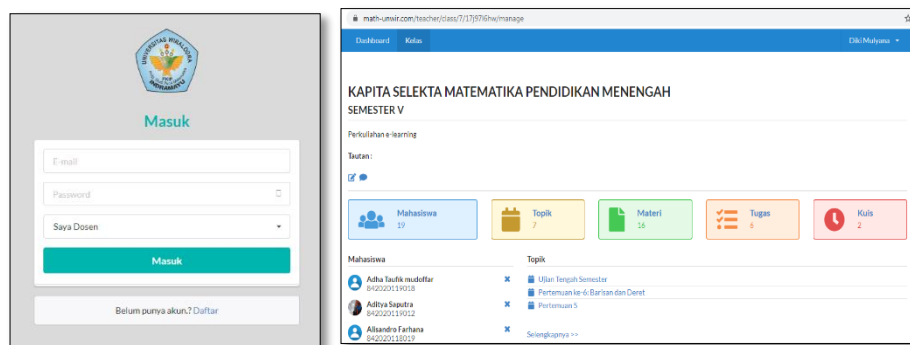 UNIVERSITAS WIRALODRA
FKIP
INDRAMAYU
Masuk
E-mail
Password
Saya Dosen
Masuk
Belum punya akun.? Daftar
math-unwir.com/teacher/class/7/17j97l6hw/manage
Dashboard Kelas Diki Mulyana
KAPITA SELEKTA MATEMATIKA PENDIDIKAN MENENGAH
SEMESTER V
Perkuliahan e-learning
Tautan :
Mahasiswa
19
Topik
7
Materi
16
Tugas
6
Kuis
2
Mahasiswa
Adha Taufik mudoffar
842020119018
Aditya Saputra
842020119012
Alisandro Farhana
842020118019
Topik
Ujian Tengah Semester
Pertemuan ke-6: Barisan dan Deret
Pertemuan 5
Selengkapnya >>